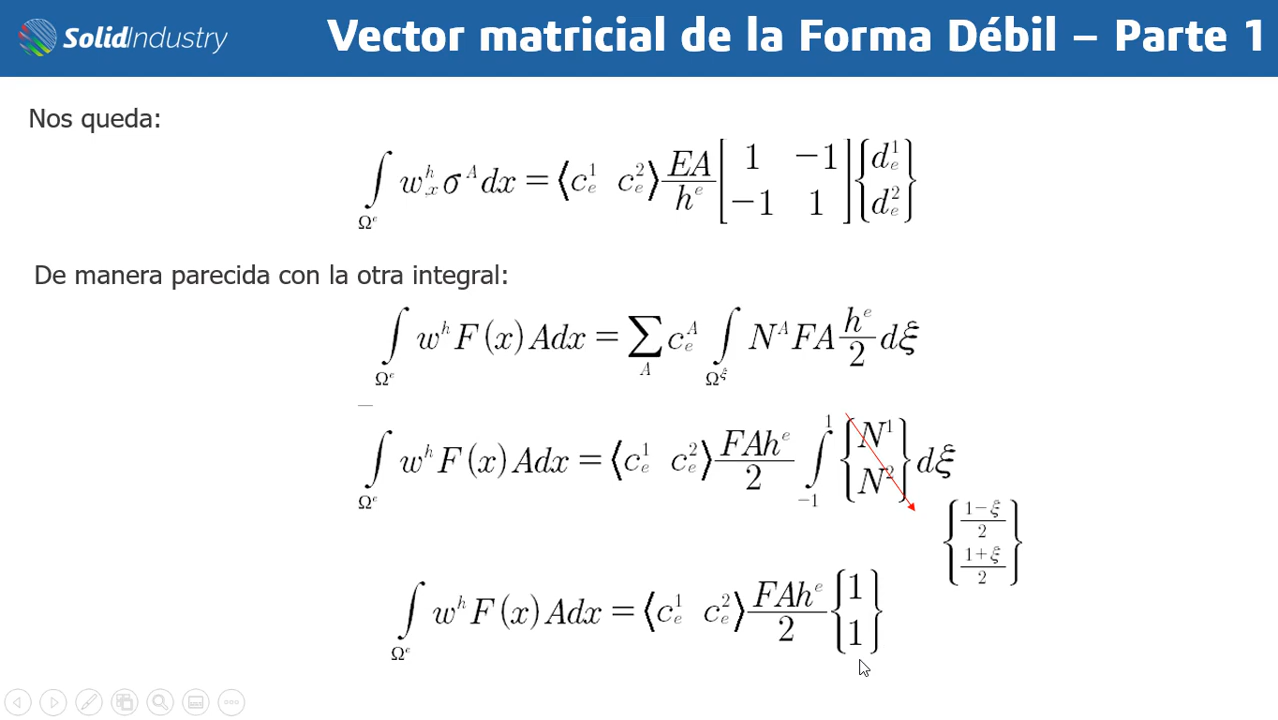 SolidIndustry
Vector matricial de la Forma Débil – Parte 1
Nos queda:
∫_{Ω^e} w^h_{,x} σ^A dx = ⟨c_e^1 c_e^2⟩ EA/h^e [1 −1; −1 1] {d_e^1; d_e^2}
De manera parecida con la otra integral:
∫_{Ω^e} w^h F(x) A dx = ∑_A c_e^A ∫_{Ω^ξ} N^A FA h^e/2 dξ
∫_{Ω^e} w^h F(x) A dx = ⟨c_e^1 c_e^2⟩ FAh^e/2 ∫_{−1}^{1} {N^1; N^2} dξ
{(1−ξ)/2; (1+ξ)/2}
∫_{Ω^e} w^h F(x) A dx = ⟨c_e^1 c_e^2⟩ FAh^e/2 {1; 1}